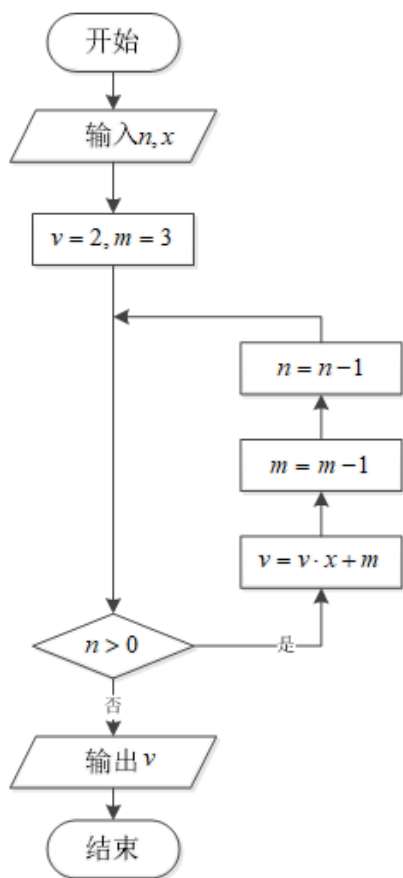 开始
输入n,x
v=2,m=3
n=n-1
m=m-1
v=v·x+m
n>0
是
否
输出v
结束